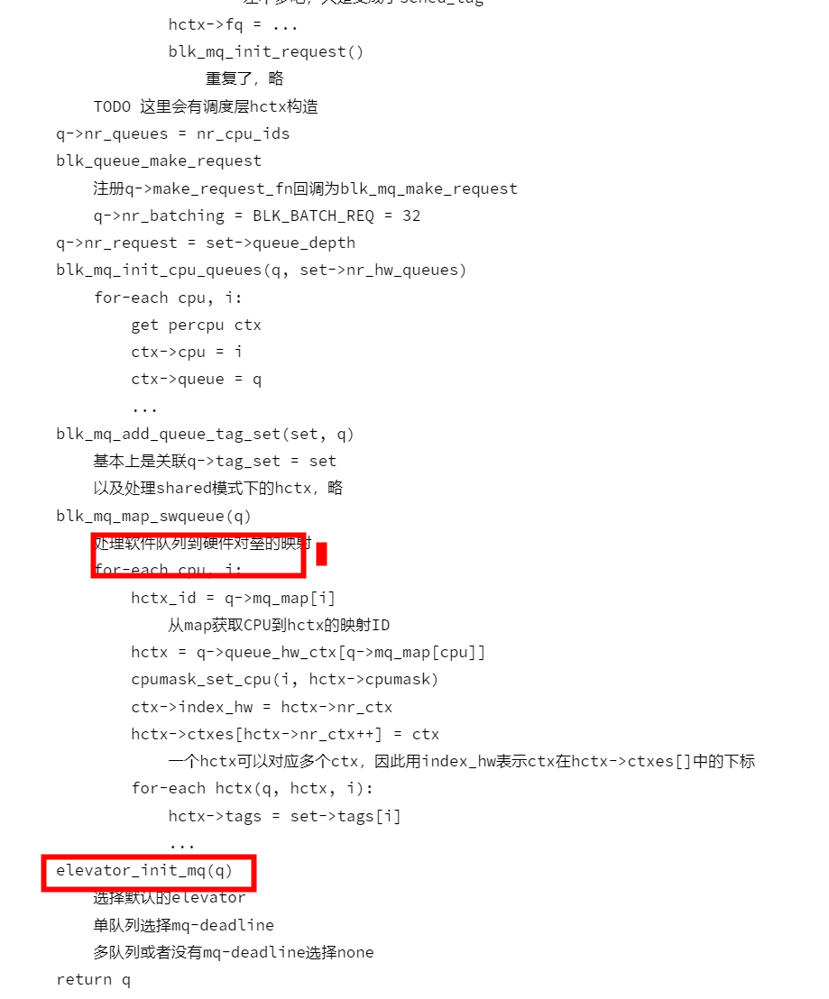 sched_tag
hctx->fq = ...
blk_mq_init_request()
重复了，略
TODO 这里会有调度层hctx构造
q->nr_queues = nr_cpu_ids
blk_queue_make_request
注册q->make_request_fn回调为blk_mq_make_request
q->nr_batching = BLK_BATCH_REQ = 32
q->nr_request = set->queue_depth
blk_mq_init_cpu_queues(q, set->nr_hw_queues)
for-each cpu, i:
get percpu ctx
ctx->cpu = i
ctx->queue = q
...
blk_mq_add_queue_tag_set(set, q)
基本上是关联q->tag_set = set
以及处理shared模式下的hctx，略
blk_mq_map_swqueue(q)
处理软件队列到硬件对垒的映射
for-each cpu, i:
hctx_id = q->mq_map[i]
从map获取CPU到hctx的映射ID
hctx = q->queue_hw_ctx[q->mq_map[cpu]]
cpumask_set_cpu(i, hctx->cpumask)
ctx->index_hw = hctx->nr_ctx
hctx->ctxes[hctx->nr_ctx++] = ctx
一个hctx可以对应多个ctx，因此用index_hw表示ctx在hctx->ctxes[]中的下标
for-each hctx(q, hctx, i):
hctx->tags = set->tags[i]
...
elevator_init_mq(q)
选择默认的elevator
单队列选择mq-deadline
多队列或者没有mq-deadline选择none
return q